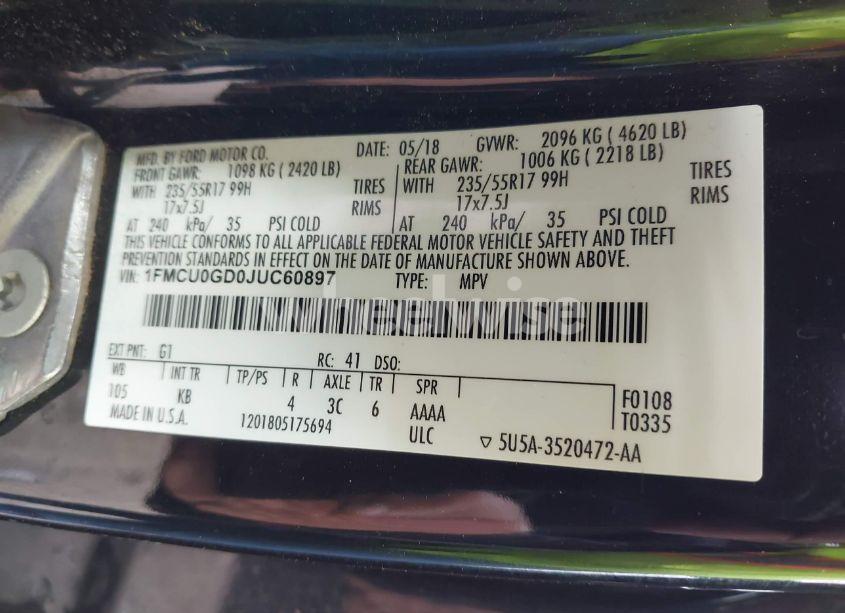 MFD. BY FORD MOTOR CO. DATE: 05/18 GVWR: 2096 KG ( 4620 LB)
FRONT GAWR: 1098 KG ( 2420 LB) REAR GAWR: 1006 KG ( 2218 LB)
WITH 235/55R17 99H TIRES WITH 235/55R17 99H TIRES
17x7.5J RIMS 17x7.5J RIMS
AT 240 kPa/ 35 PSI COLD AT 240 kPa/ 35 PSI COLD
THIS VEHICLE CONFORMS TO ALL APPLICABLE FEDERAL MOTOR VEHICLE SAFETY AND THEFT
PREVENTION STANDARDS IN EFFECT ON THE DATE OF MANUFACTURE SHOWN ABOVE.
VIN: 1FMCU0GD0JUC60897 TYPE: MPV
wheelwise
EXT PNT: G1 RC: 41 DSO:
WB INT TR TP/PS R AXLE TR SPR F0108
105 KB 4 3C 6 AAAA T0335
MADE IN U.S.A. 1201805175694 ULC ▽ 5U5A-3520472-AA